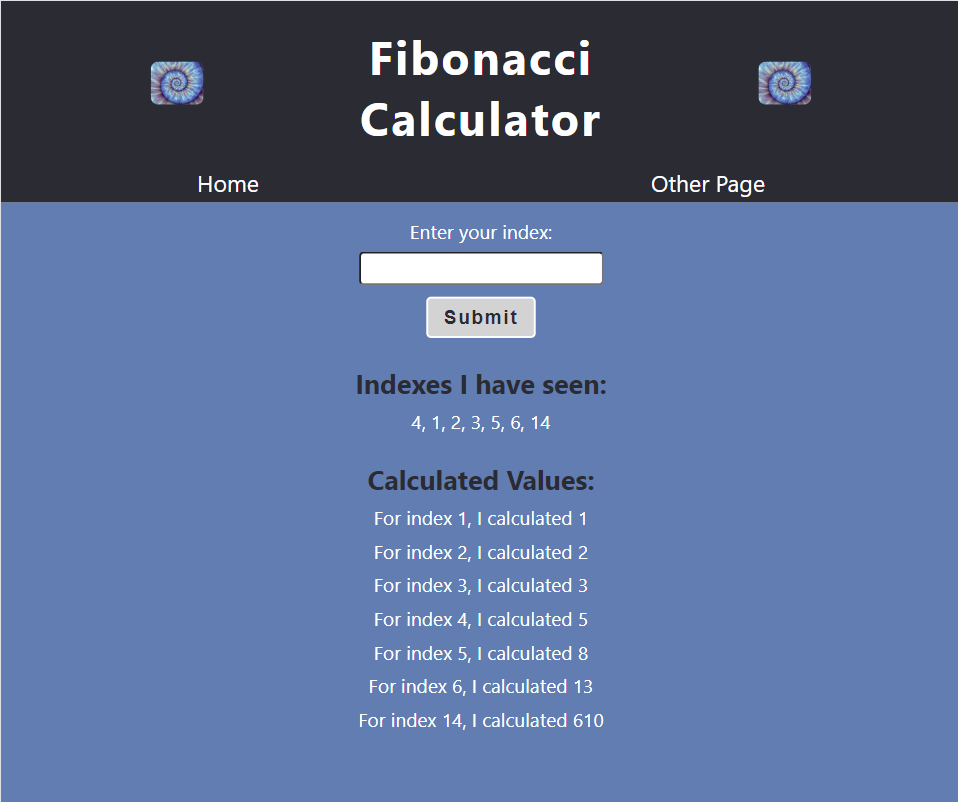 Fibonacci
Calculator
Home
Other Page
Enter your index:
Submit
Indexes I have seen:
4, 1, 2, 3, 5, 6, 14
Calculated Values:
For index 1, I calculated 1
For index 2, I calculated 2
For index 3, I calculated 3
For index 4, I calculated 5
For index 5, I calculated 8
For index 6, I calculated 13
For index 14, I calculated 610